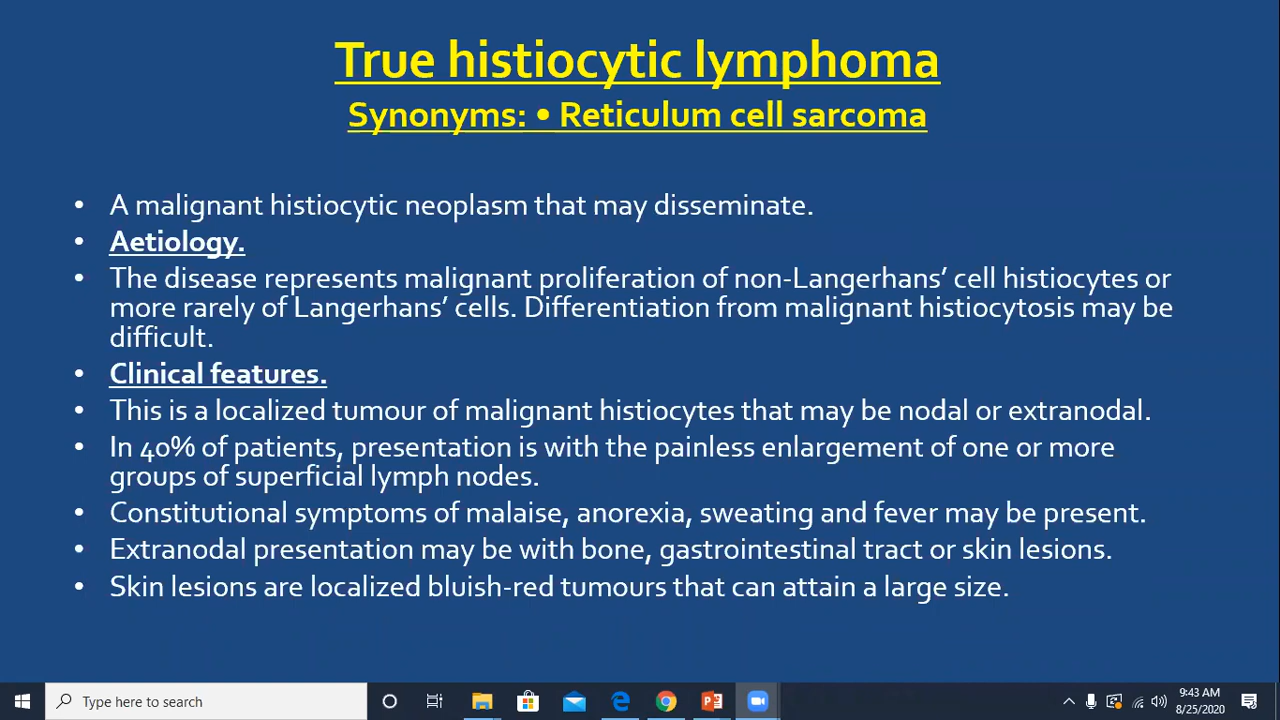 True histiocytic lymphoma
Synonyms: • Reticulum cell sarcoma
• A malignant histiocytic neoplasm that may disseminate.
• Aetiology.
• The disease represents malignant proliferation of non-Langerhans’ cell histiocytes or
more rarely of Langerhans’ cells. Differentiation from malignant histiocytosis may be
difficult.
• Clinical features.
• This is a localized tumour of malignant histiocytes that may be nodal or extranodal.
• In 40% of patients, presentation is with the painless enlargement of one or more
groups of superficial lymph nodes.
• Constitutional symptoms of malaise, anorexia, sweating and fever may be present.
• Extranodal presentation may be with bone, gastrointestinal tract or skin lesions.
• Skin lesions are localized bluish-red tumours that can attain a large size.
Type here to search
9:43 AM
8/25/2020